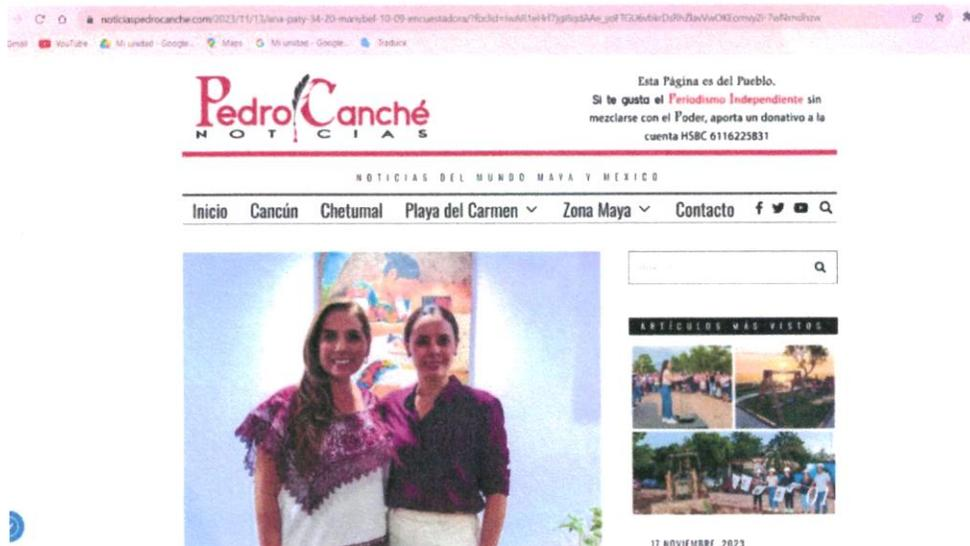 noticiaspedrocanche.com/2023/11/13/ana-paty-34-20-marybel-10-09-encuestadora/
Gmail YouTube Mi unidad - Google... Maps Mi unidad - Google... Traducir
Pedro Canché
NOTICIAS
Esta Página es del Pueblo.
Si te gusta el Periodismo Independiente sin
mezclarse con el Poder, aporta un donativo a la
cuenta HSBC 6116225831
NOTICIAS DEL MUNDO MAYA Y MEXICO
Inicio Cancún Chetumal Playa del Carmen Zona Maya Contacto
ARTÍCULOS MÁS VISTOS
17 NOVIEMBRE, 2023